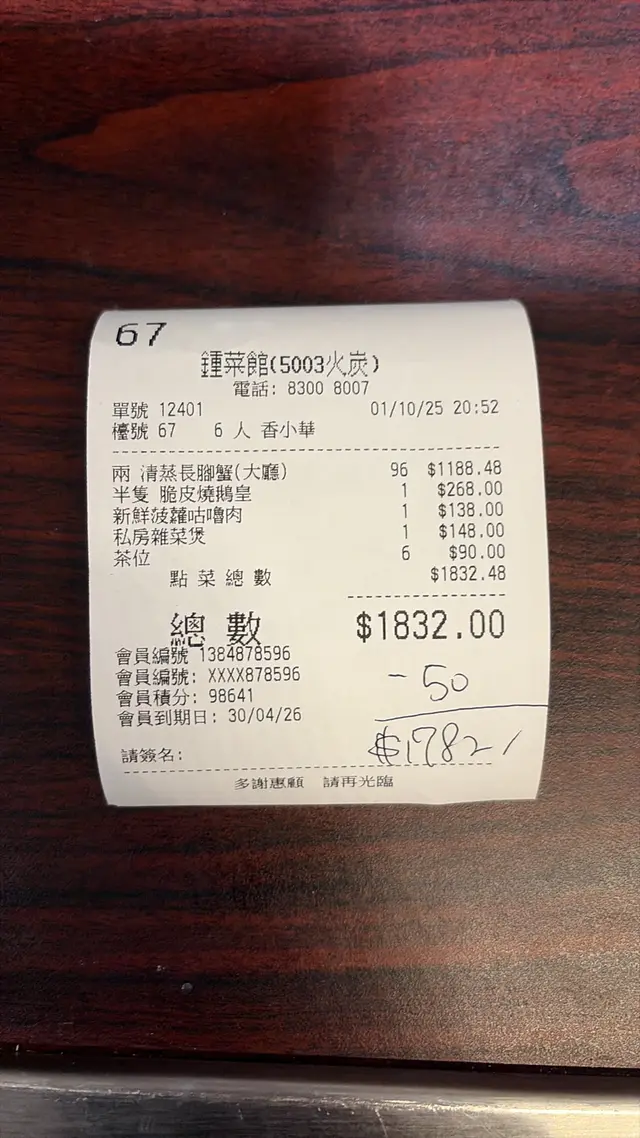 67
鍾菜館(5003火炭)
電話: 8300 8007
單號 12401 01/10/25 20:52
檯號 67 6 人 香小華
兩 清蒸長腳蟹(大廳) 96 $1188.48
半隻 脆皮燒鵝皇 1 $268.00
新鮮菠蘿咕嚕肉 1 $138.00
私房雜菜煲 1 $148.00
茶位 6 $90.00
點菜總數 $1832.48
總數 $1832.00
會員編號 1384878596
會員編號: XXXX878596
- 50
會員積分: 98641
會員到期日: 30/04/26
$1782/
請簽名:
多謝惠顧 請再光臨